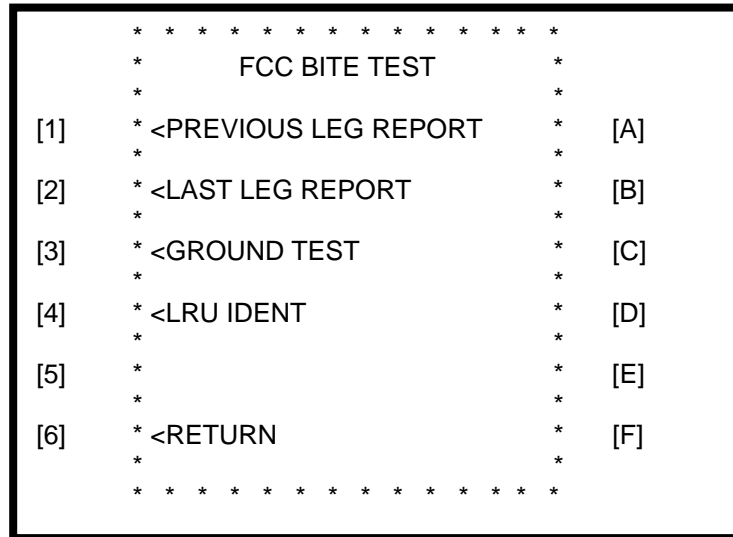 * * * * * * * * * * * * * *
* FCC BITE TEST *
* *
[1] * <PREVIOUS LEG REPORT * [A]
* *
[2] * <LAST LEG REPORT * [B]
* *
[3] * <GROUND TEST * [C]
* *
[4] * <LRU IDENT * [D]
* *
[5] * * [E]
* *
[6] * <RETURN * [F]
* *
* * * * * * * * * * * * * *